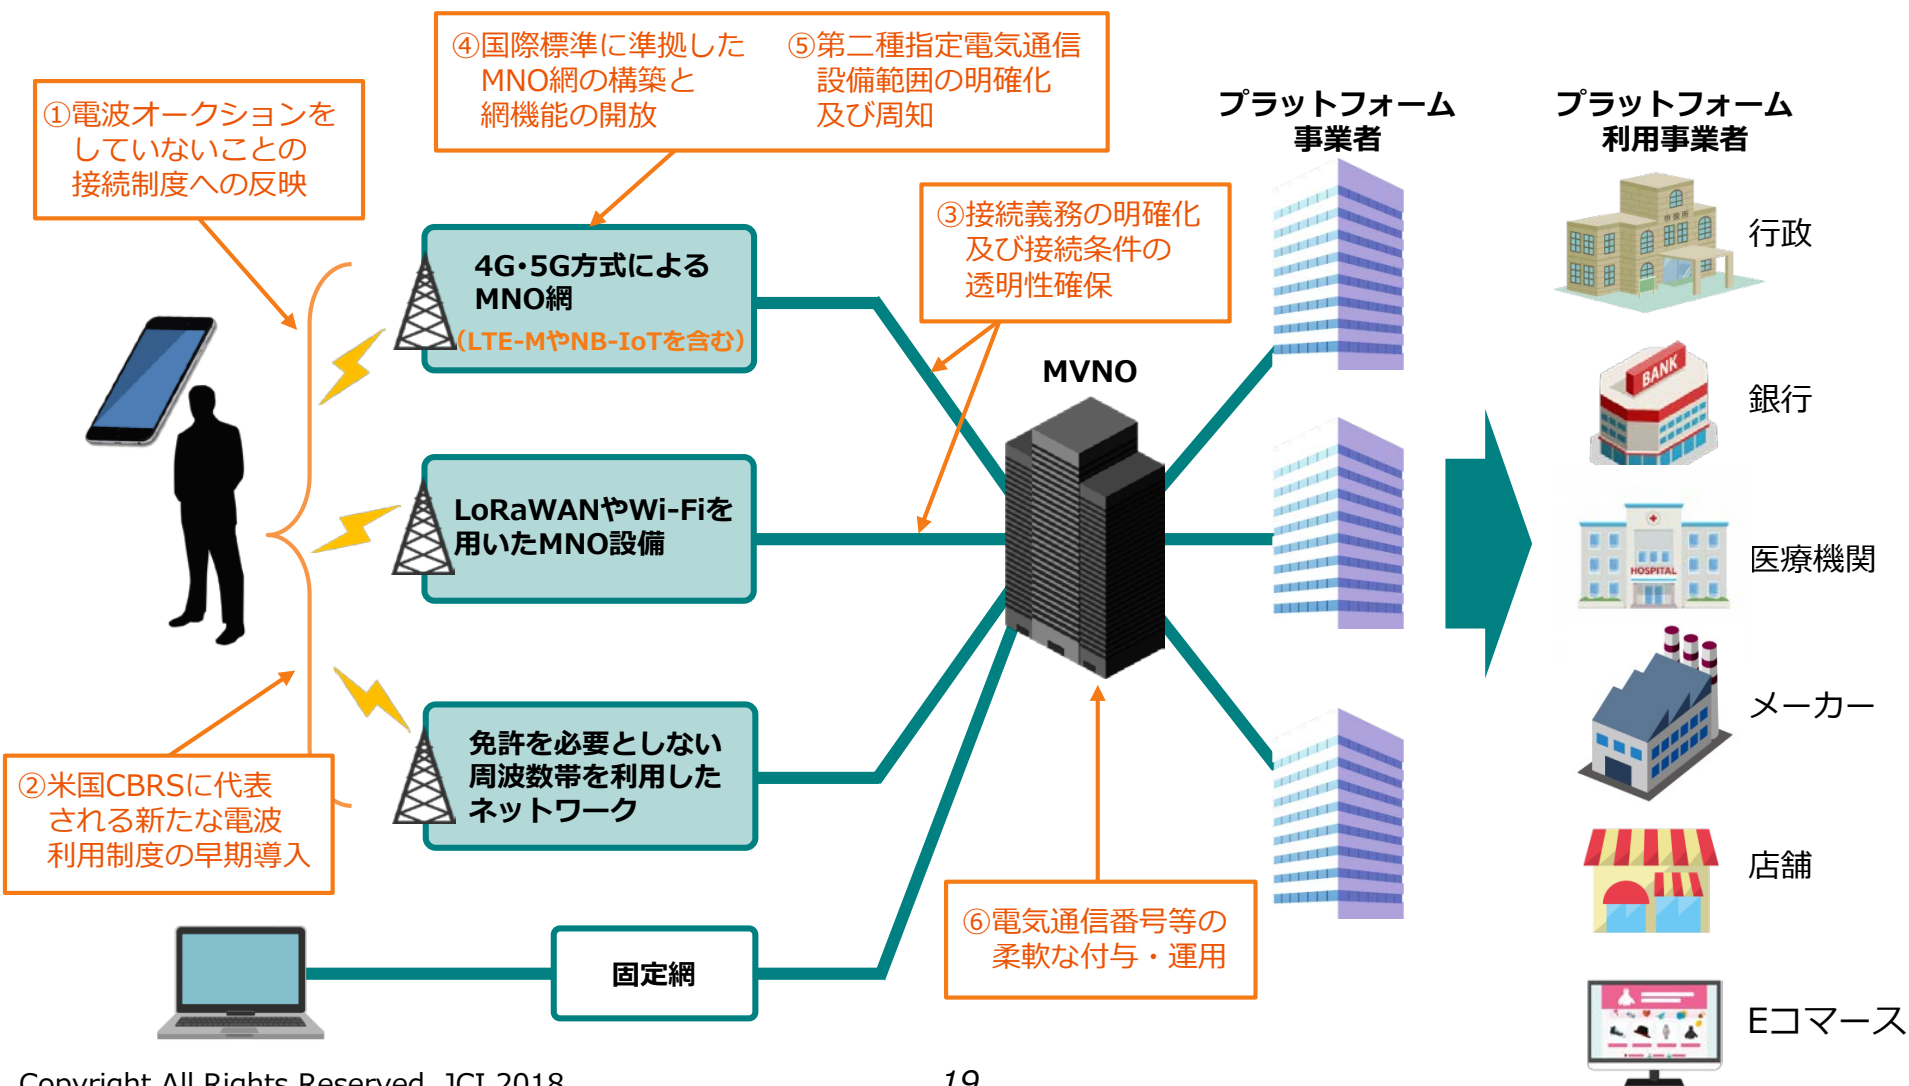 ④国際標準に準拠した
MNO網の構築と
網機能の開放
⑤第二種指定電気通信
設備範囲の明確化
及び周知
①電波オークションを
していないことの
接続制度への反映
プラットフォーム
事業者
プラットフォーム
利用事業者
③接続義務の明確化
及び接続条件の
透明性確保
4G・5G方式による
MNO網
(LTE-MやNB-IoTを含む)
MVNO
LoRaWANやWi-Fiを
用いたMNO設備
免許を必要としない
周波数帯を利用した
ネットワーク
②米国CBRSに代表
される新たな電波
利用制度の早期導入
⑥電気通信番号等の
柔軟な付与・運用
固定網
市役所
行政
BANK
銀行
HOSPITAL
医療機関
メーカー
店舗
Eコマース
Copyright All Rights Reserved, JCI 2018
19